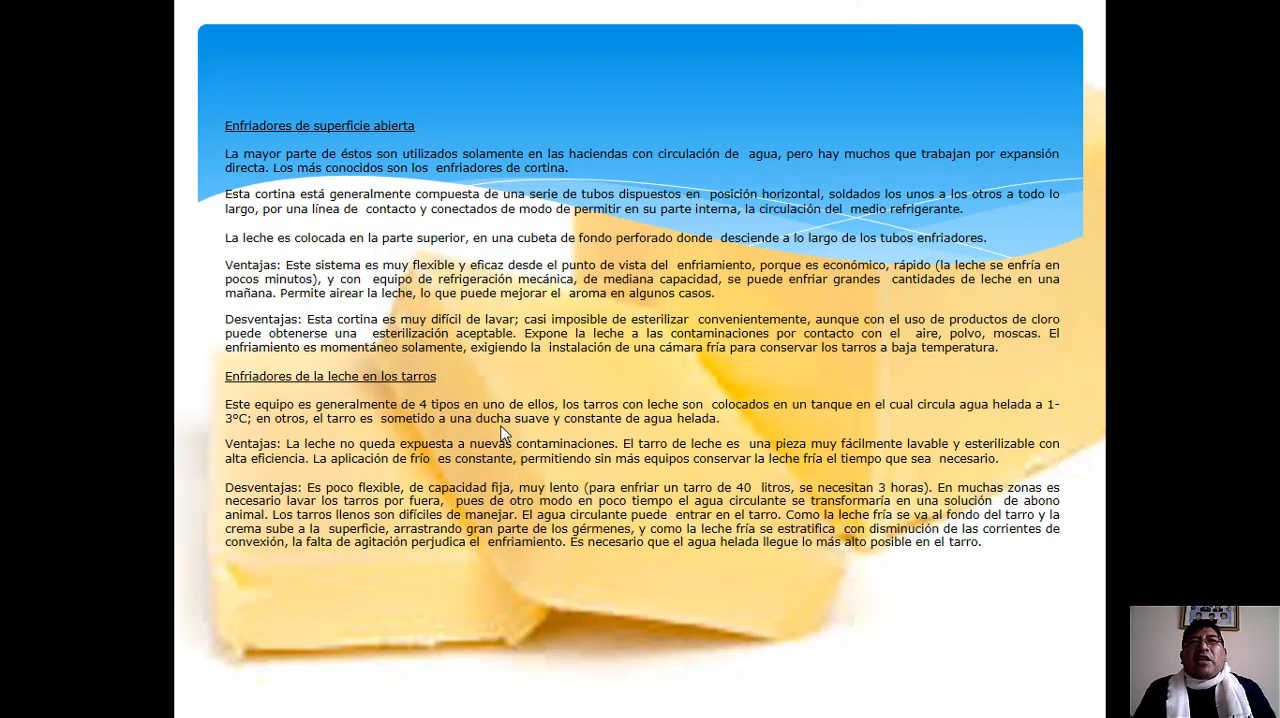 Enfriadores de superficie abierta
La mayor parte de éstos son utilizados solamente en las haciendas con circulación de agua, pero hay muchos que trabajan por expansión
directa. Los más conocidos son los enfriadores de cortina.
Esta cortina está generalmente compuesta de una serie de tubos dispuestos en posición horizontal, soldados los unos a los otros a todo lo
largo, por una línea de contacto y conectados de modo de permitir en su parte interna, la circulación del medio refrigerante.
La leche es colocada en la parte superior, en una cubeta de fondo perforado donde desciende a lo largo de los tubos enfriadores.
Ventajas: Este sistema es muy flexible y eficaz desde el punto de vista del enfriamiento, porque es económico, rápido (la leche se enfría en
pocos minutos), y con equipo de refrigeración mecánica, de mediana capacidad, se puede enfriar grandes cantidades de leche en una
mañana. Permite airear la leche, lo que puede mejorar el aroma en algunos casos.
Desventajas: Esta cortina es muy difícil de lavar; casi imposible de esterilizar convenientemente, aunque con el uso de productos de cloro
puede obtenerse una esterilización aceptable. Expone la leche a las contaminaciones por contacto con el aire, polvo, moscas. El
enfriamiento es momentáneo solamente, exigiendo la instalación de una cámara fría para conservar los tarros a baja temperatura.
Enfriadores de la leche en los tarros
Este equipo es generalmente de 4 tipos en uno de ellos, los tarros con leche son colocados en un tanque en el cual circula agua helada a 1-
3°C; en otros, el tarro es sometido a una ducha suave y constante de agua helada.
Ventajas: La leche no queda expuesta a nuevas contaminaciones. El tarro de leche es una pieza muy fácilmente lavable y esterilizable con
alta eficiencia. La aplicación de frío es constante, permitiendo sin más equipos conservar la leche fría el tiempo que sea necesario.
Desventajas: Es poco flexible, de capacidad fija, muy lento (para enfriar un tarro de 40 litros, se necesitan 3 horas). En muchas zonas es
necesario lavar los tarros por fuera, pues de otro modo en poco tiempo el agua circulante se transformaría en una solución de abono
animal. Los tarros llenos son difíciles de manejar. El agua circulante puede entrar en el tarro. Como la leche fría se va al fondo del tarro y la
crema sube a la superficie, arrastrando gran parte de los gérmenes, y como la leche fría se estratifica con disminución de las corrientes de
convexión, la falta de agitación perjudica el enfriamiento. Es necesario que el agua helada llegue lo más alto posible en el tarro.